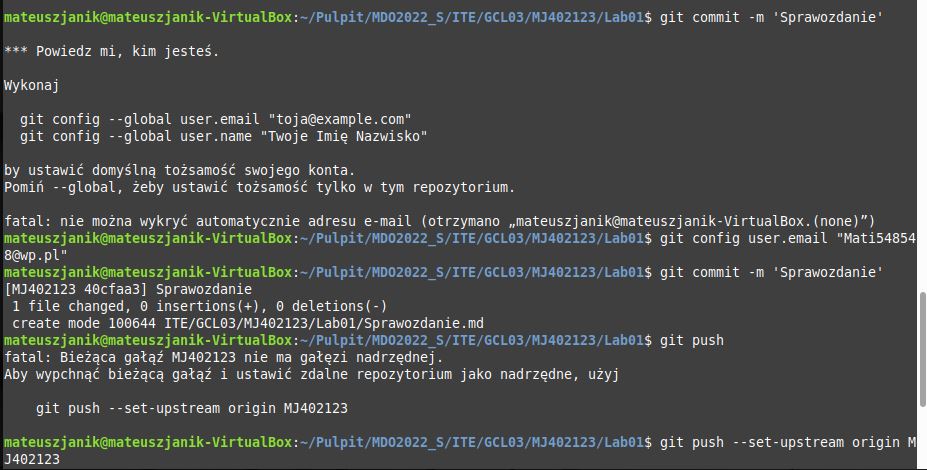 mateuszjanik@mateuszjanik-VirtualBox:~/Pulpit/MDO2022_S/ITE/GCL03/MJ402123/Lab01$ git commit -m 'Sprawozdanie'
*** Powiedz mi, kim jesteś.
Wykonaj
  git config --global user.email "toja@example.com"
  git config --global user.name "Twoje Imię Nazwisko"
by ustawić domyślną tożsamość swojego konta.
Pomiń --global, żeby ustawić tożsamość tylko w tym repozytorium.
fatal: nie można wykryć automatycznie adresu e-mail (otrzymano „mateuszjanik@mateuszjanik-VirtualBox.(none)”)
mateuszjanik@mateuszjanik-VirtualBox:~/Pulpit/MDO2022_S/ITE/GCL03/MJ402123/Lab01$ git config user.email "Mati54854
8@wp.pl"
mateuszjanik@mateuszjanik-VirtualBox:~/Pulpit/MDO2022_S/ITE/GCL03/MJ402123/Lab01$ git commit -m 'Sprawozdanie'
[MJ402123 40cfaa3] Sprawozdanie
 1 file changed, 0 insertions(+), 0 deletions(-)
 create mode 100644 ITE/GCL03/MJ402123/Lab01/Sprawozdanie.md
mateuszjanik@mateuszjanik-VirtualBox:~/Pulpit/MDO2022_S/ITE/GCL03/MJ402123/Lab01$ git push
fatal: Bieżąca gałąź MJ402123 nie ma gałęzi nadrzędnej.
Aby wypchnąć bieżącą gałąź i ustawić zdalne repozytorium jako nadrzędne, użyj
    git push --set-upstream origin MJ402123
mateuszjanik@mateuszjanik-VirtualBox:~/Pulpit/MDO2022_S/ITE/GCL03/MJ402123/Lab01$ git push --set-upstream origin M
J402123